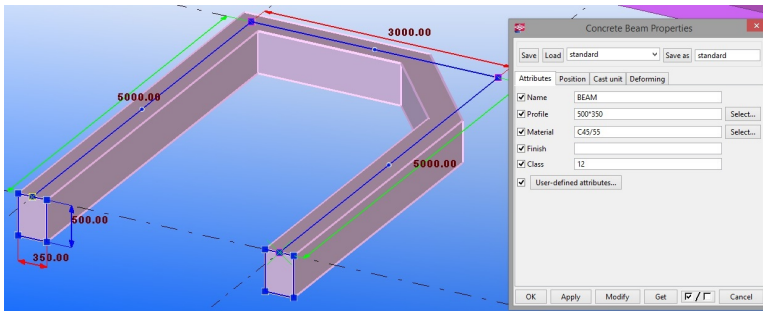 3000.00
5000.00
5000.00
500.00
350.00
Concrete Beam Properties
Save Load standard Save as standard
Attributes Position Cast unit Deforming
Name BEAM
Profile 500*350 Select...
Material C45/55 Select...
Finish
Class 12
User-defined attributes...
OK Apply Modify Get / Cancel